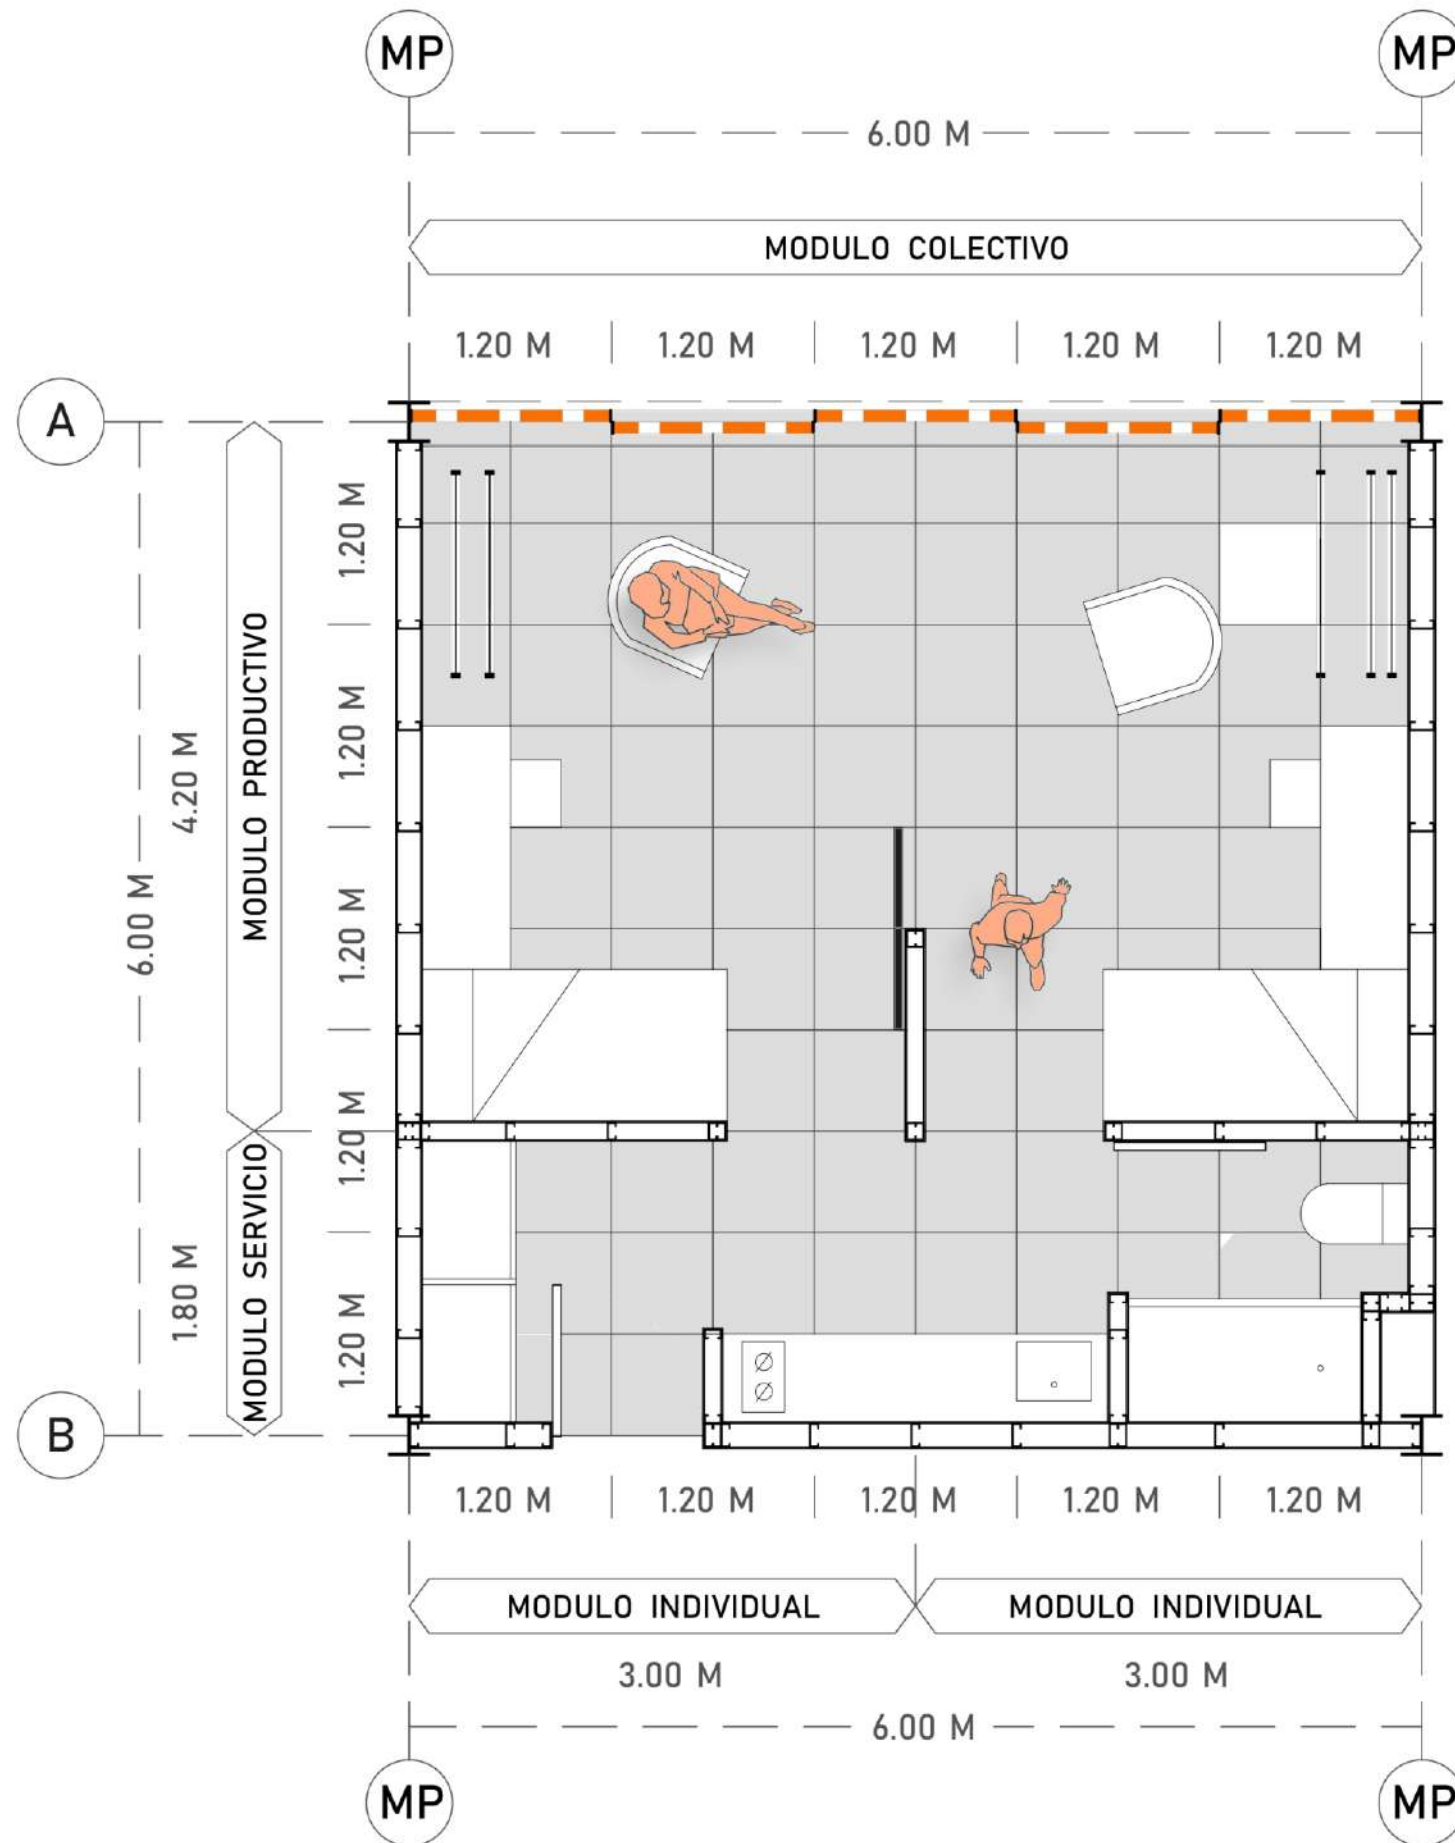 MP MP
6.00 M
MODULO COLECTIVO
1.20 M 1.20 M 1.20 M 1.20 M 1.20 M
A
1.20 M
MODULO PRODUCTIVO
1.20 M
4.20 M
6.00 M
1.20 M
1.20 M
MODULO SERVICIO
1.80 M
1.20 M
B
1.20 M 1.20 M 1.20 M 1.20 M 1.20 M
MODULO INDIVIDUAL MODULO INDIVIDUAL
3.00 M 3.00 M
6.00 M
MP MP